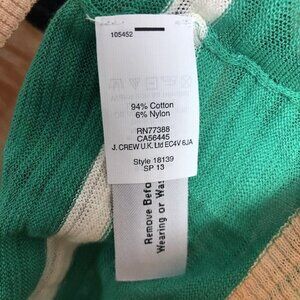 105452
94% Cotton
6% Nylon
RN77388
CA56445
J. CREW U.K. Ltd EC4V 6JA
Style 18139
SP 13
Remove Befo
Wearing or Was